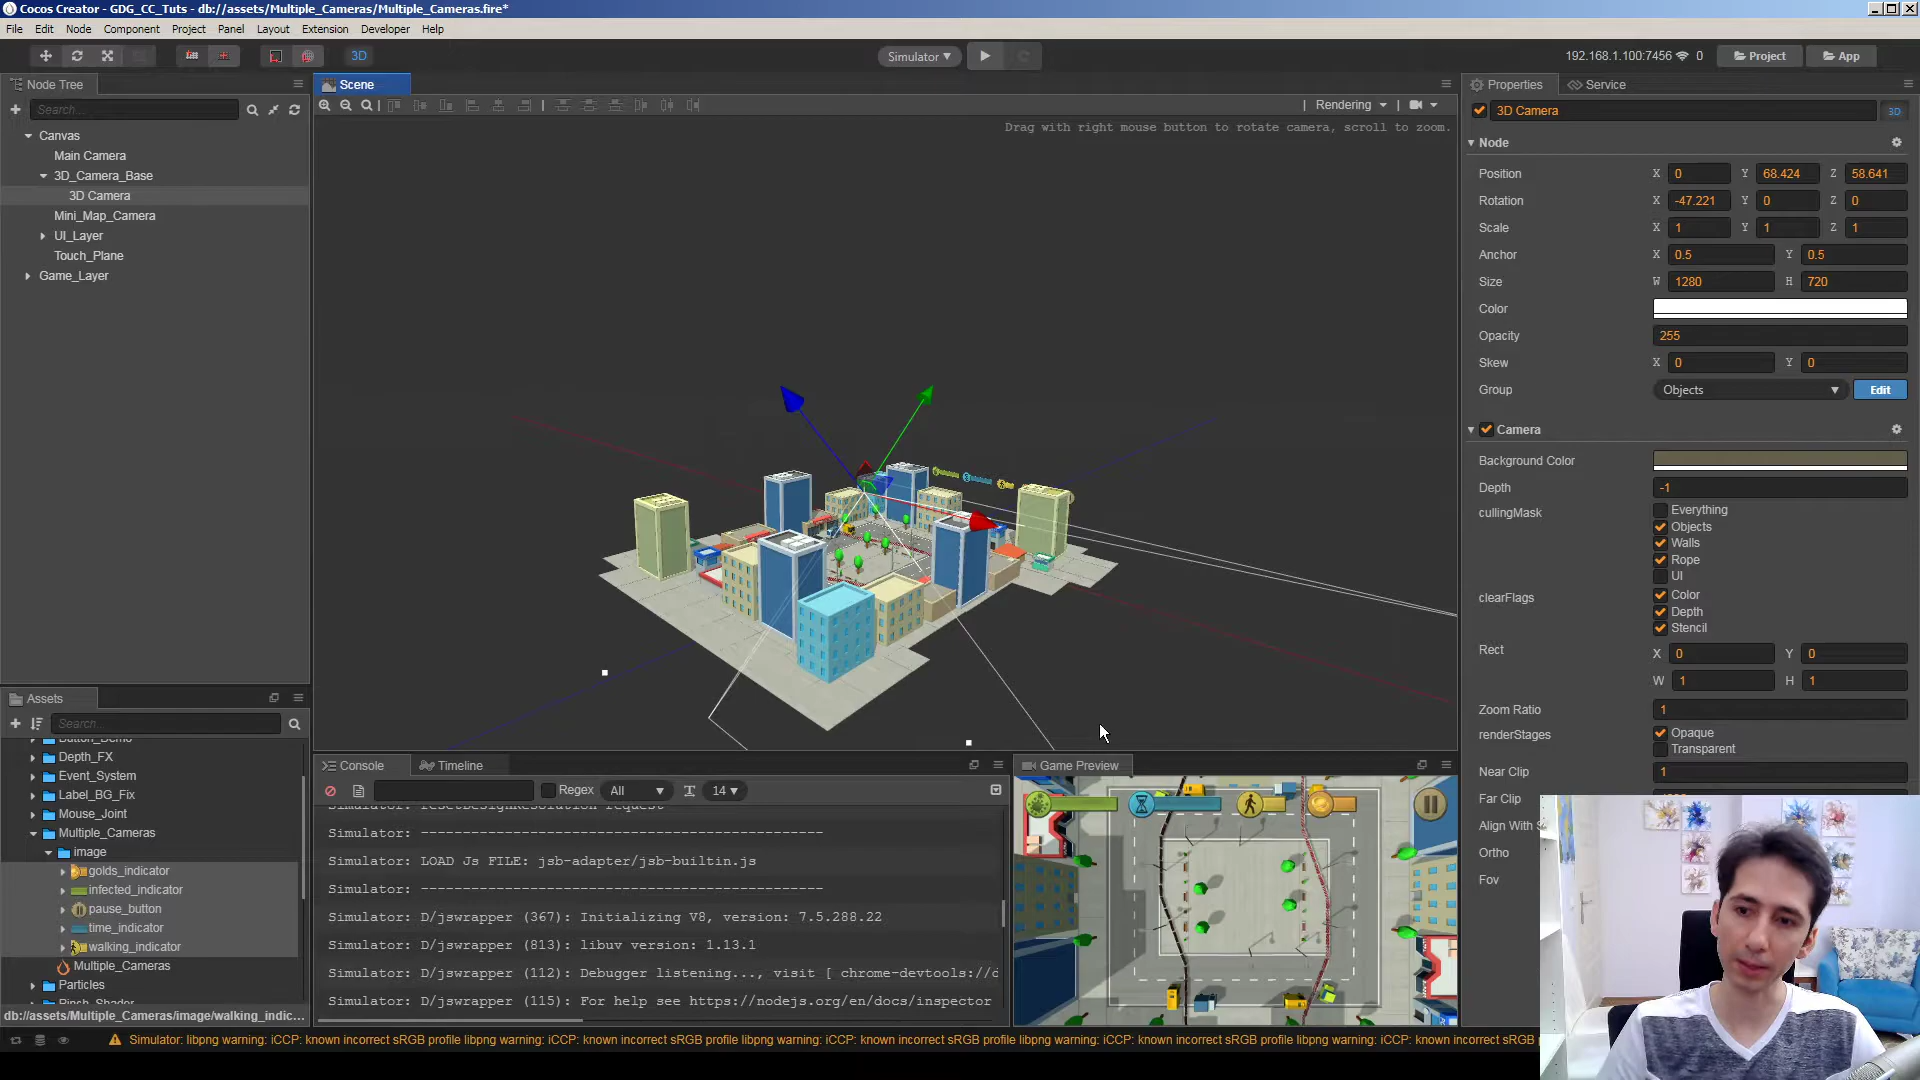 Cocos Creator - GDG_CC_Tuts - db://assets/Multiple_Cameras/Multiple_Cameras.fire*
File Edit Node Component Project Panel Layout Extension Developer Help
3D
Simulator
192.168.1.100:7456 0
Project
App
Node Tree
Search...
Canvas
Main Camera
3D_Camera_Base
3D Camera
Mini_Map_Camera
UI_Layer
Touch_Plane
Game_Layer
Scene
Rendering
Drag with right mouse button to rotate camera, scroll to zoom.
Properties
Service
3D Camera
3D
Node
Position X 0 Y 68.424 Z 58.641
Rotation X -47.221 Y 0 Z 0
Scale X 1 Y 1 Z 1
Anchor X 0.5 Y 0.5
Size W 1280 H 720
Color
Opacity 255
Skew X 0 Y 0
Group Objects Edit
Camera
Background Color
Depth -1
cullingMask
Everything
Objects
Walls
Rope
UI
clearFlags
Color
Depth
Stencil
Rect X 0 Y 0
W 1 H 1
Zoom Ratio 1
renderStages
Opaque
Transparent
Near Clip 1
Far Clip
Align With S
Ortho
Fov
Assets
Search...
Button_Demo
Depth_FX
Event_System
Label_BG_Fix
Mouse_Joint
Multiple_Cameras
image
golds_indicator
infected_indicator
pause_button
time_indicator
walking_indicator
Multiple_Cameras
Particles
Pinch_Shader
db://assets/Multiple_Cameras/image/walking_indic...
Console
Timeline
Regex
All
14
Simulator: resetDesignResolution request
Simulator: ---------------------------------------------
Simulator: LOAD Js FILE: jsb-adapter/jsb-builtin.js
Simulator: ---------------------------------------------
Simulator: D/jswrapper (367): Initializing V8, version: 7.5.288.22
Simulator: D/jswrapper (813): libuv version: 1.13.1
Simulator: D/jswrapper (112): Debugger listening..., visit [ chrome-devtools://d
Simulator: D/jswrapper (115): For help see https://nodejs.org/en/docs/inspector
Game Preview
Simulator: libpng warning: iCCP: known incorrect sRGB profile libpng warning: iCCP: known incorrect sRGB profile libpng warning: iCCP: known incorrect sRGB profile libpng warning: iCCP: known incorrect sRGB profile libpng warning: iCCP: known incorrect sRGB pro